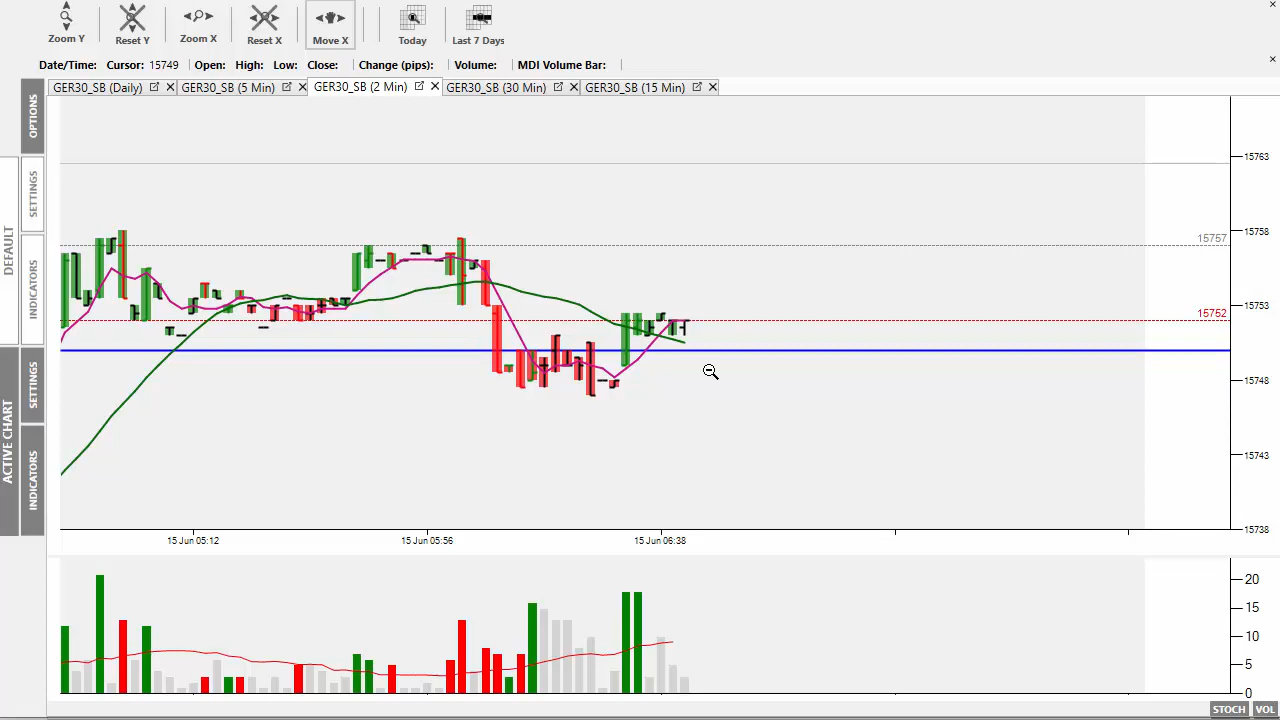 Zoom Y Reset Y Zoom X Reset X Move X Today Last 7 Days
Date/Time: Cursor: 15749 Open: High: Low: Close: Change (pips): Volume: MDI Volume Bar:
GER30_SB (Daily) GER30_SB (5 Min) GER30_SB (2 Min) GER30_SB (30 Min) GER30_SB (15 Min)
OPTIONS
SETTINGS
DEFAULT
INDICATORS
SETTINGS
ACTIVE CHART
INDICATORS
15763
15758
15757
15753
15752
15748
15743
15738
15 Jun 05:12 15 Jun 05:56 15 Jun 06:38
20
15
10
5
0
STOCH VOL